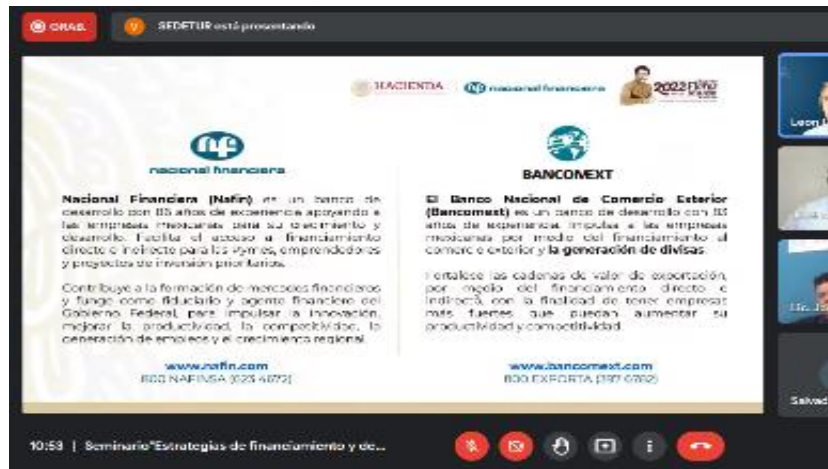 GRAB.
V
SEDETUR está presentando
HACIENDA
nf nacional financiera
2022 Flores
nf
nacional financiera
Nacional Financiera (Nafin) es un banco de
desarrollo con 86 años de experiencia apoyando a
las empresas mexicanas para su crecimiento y
desarrollo. Facilita el acceso a financiamiento
directo e indirecto para las Pymes, emprendedores
y proyectos de inversión prioritarios.
Contribuye a la formación de mercados financieros
y funge como fiduciario y agente financiero del
Gobierno Federal, para impulsar la innovación,
mejorar la productividad, la competitividad, la
generación de empleos y el crecimiento regional.
www.nafin.com
800 NAFINSA (623 4672)
BANCOMEXT
El Banco Nacional de Comercio Exterior
(Bancomext) es un banco de desarrollo con 83
años de experiencia. Impulsa a las empresas
mexicanas por medio del financiamiento al
comercio exterior y la generación de divisas.
Fortalece las cadenas de valor de exportación,
por medio del financiamiento directo e
indirecto, con la finalidad de tener empresas
más fuertes que puedan aumentar su
productividad y competitividad.
www.bancomext.com
800 EXPORTA (397 6782)
Leon
Lic.
Salvad
10:53 | Seminario"Estrategias de financiamiento y de...